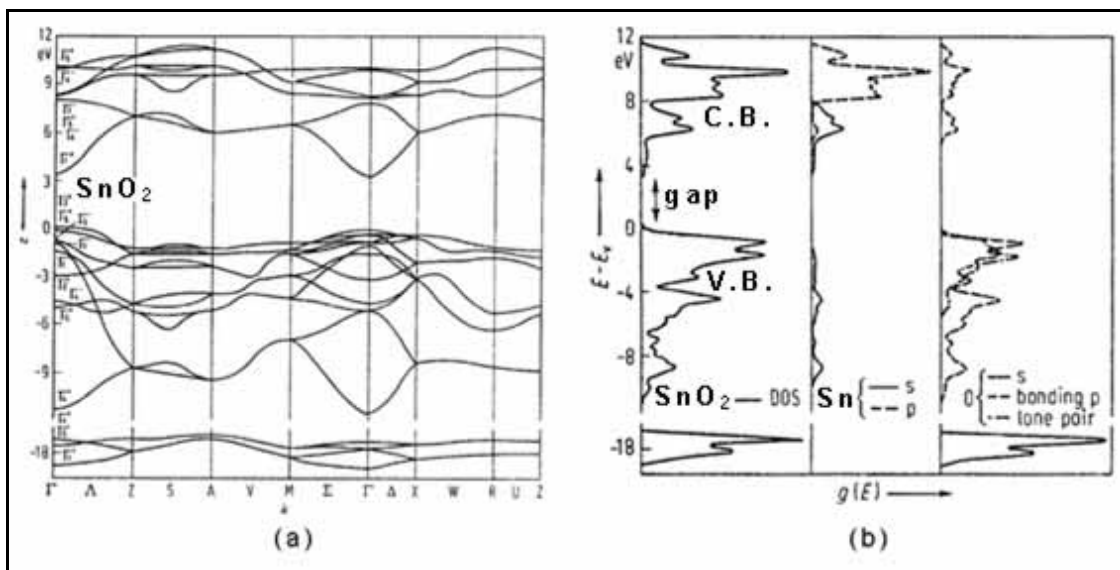 12
eV
9
6
3
0
-3
-6
-9
-18
SnO₂
Γ Λ Z S A V M Σ Γ Δ X W R U Z
k
(a)
12
eV
8
4
0
-4
-8
-18
E – Eᵥ
C.B.
gap
V.B.
SnO₂ — DOS
Sn { — s
-- p
O { — s
--- bonding p
-·- lone pair
g(E)
(b)